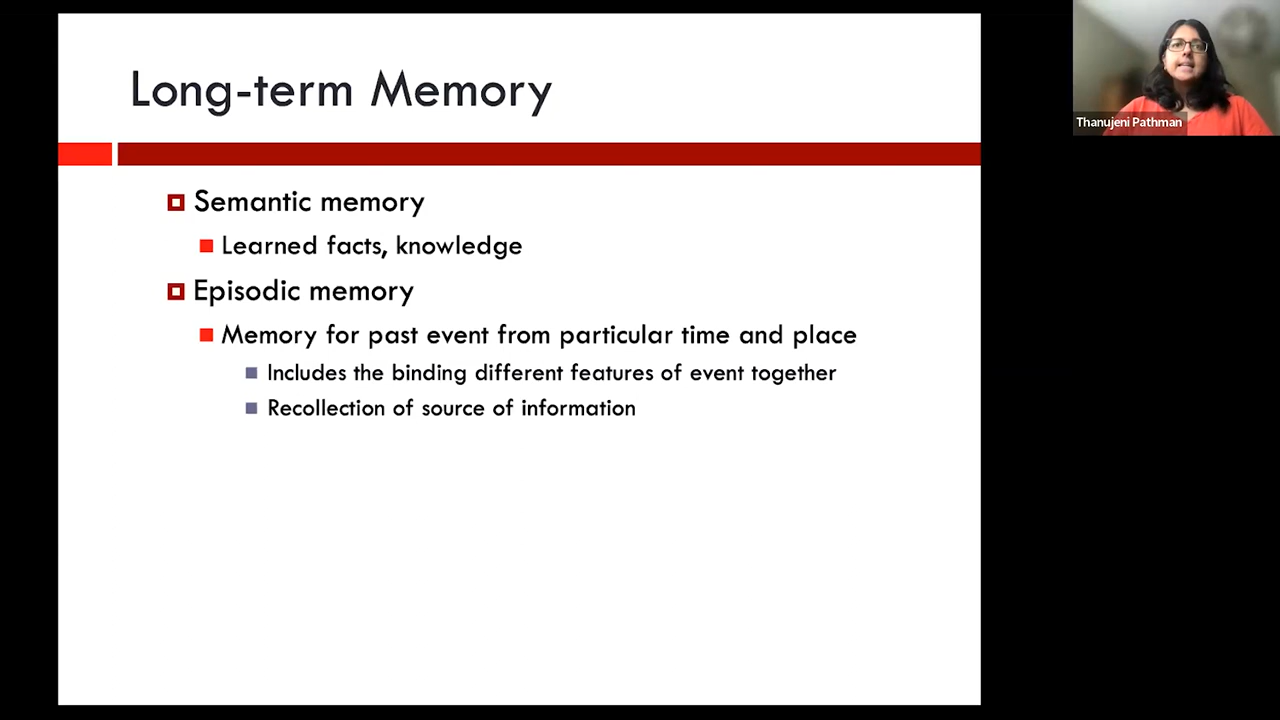 Long-term Memory
Thanujeni Pathman
Semantic memory
Learned facts, knowledge
Episodic memory
Memory for past event from particular time and place
Includes the binding different features of event together
Recollection of source of information